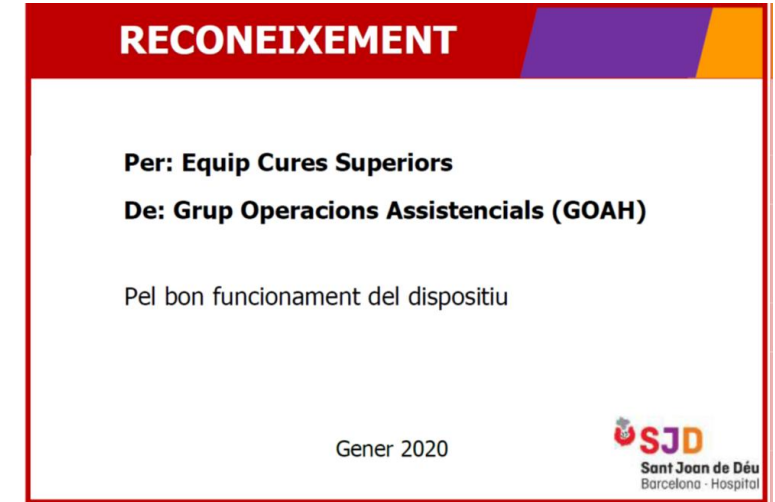 RECONEIXEMENT
Per: Equip Cures Superiors
De: Grup Operacions Assistencials (GOAH)
Pel bon funcionament del dispositiu
Gener 2020
SJD
Sant Joan de Déu
Barcelona - Hospital